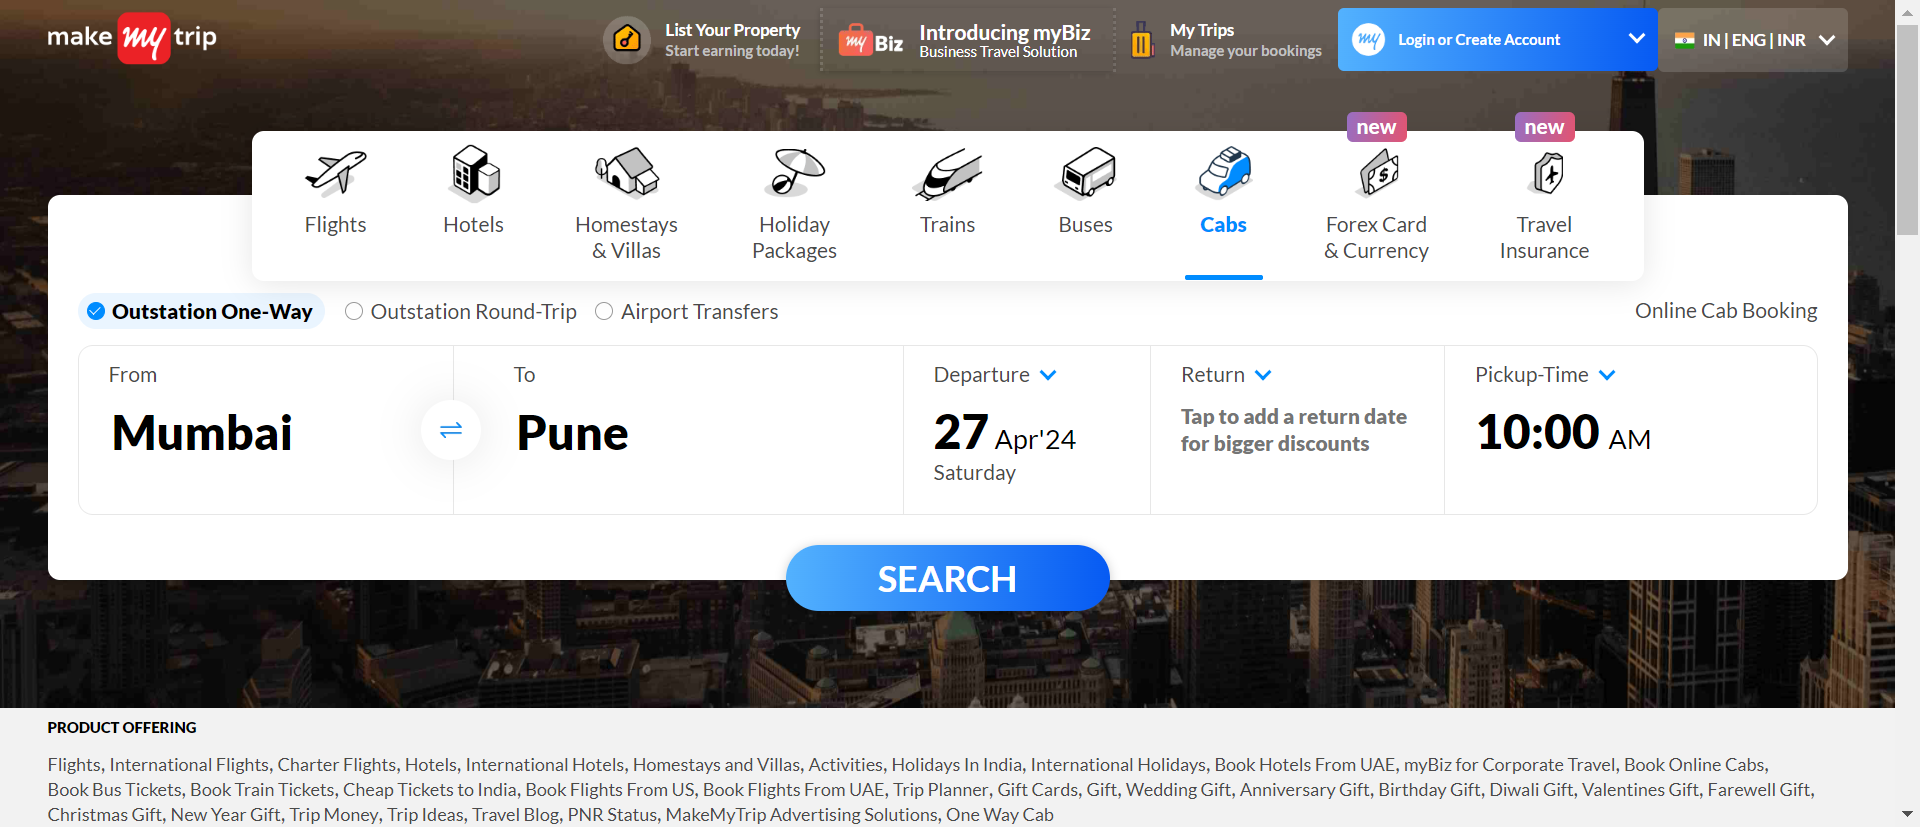 make my trip
List Your Property
Start earning today!
my Biz
Introducing myBiz
Business Travel Solution
My Trips
Manage your bookings
my
Login or Create Account
IN | ENG | INR
new
new
Flights
Hotels
Homestays
& Villas
Holiday
Packages
Trains
Buses
Cabs
Forex Card
& Currency
Travel
Insurance
Outstation One-Way
Outstation Round-Trip
Airport Transfers
Online Cab Booking
From
Mumbai
To
Pune
Departure
27 Apr'24
Saturday
Return
Tap to add a return date
for bigger discounts
Pickup-Time
10:00 AM
SEARCH
PRODUCT OFFERING
Flights, International Flights, Charter Flights, Hotels, International Hotels, Homestays and Villas, Activities, Holidays In India, International Holidays, Book Hotels From UAE, myBiz for Corporate Travel, Book Online Cabs,
Book Bus Tickets, Book Train Tickets, Cheap Tickets to India, Book Flights From US, Book Flights From UAE, Trip Planner, Gift Cards, Gift, Wedding Gift, Anniversary Gift, Birthday Gift, Diwali Gift, Valentines Gift, Farewell Gift,
Christmas Gift, New Year Gift, Trip Money, Trip Ideas, Travel Blog, PNR Status, MakeMyTrip Advertising Solutions, One Way Cab